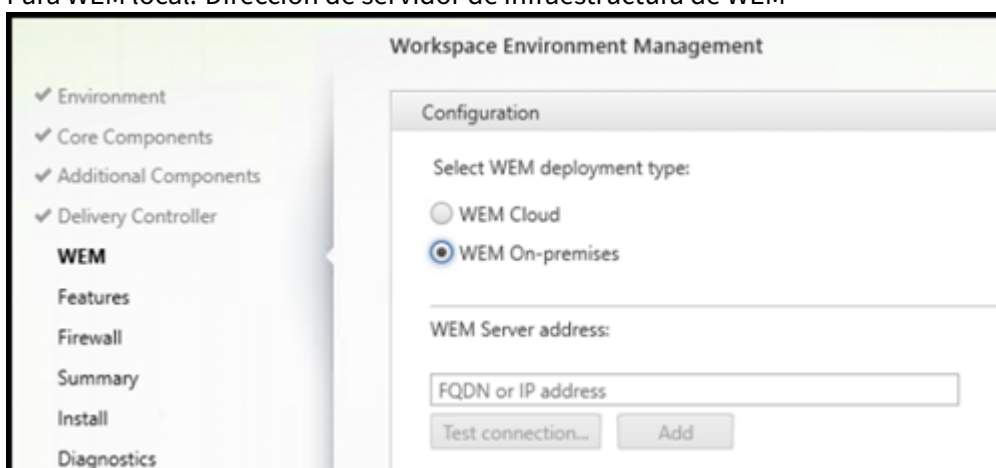 Para WEM local: Dirección de servidor de infraestructura de WEM
Workspace Environment Management
Environment
Core Components
Additional Components
Delivery Controller
WEM
Features
Firewall
Summary
Install
Diagnostics
Configuration
Select WEM deployment type:
WEM Cloud
WEM On-premises
WEM Server address:
FQDN or IP address
Test connection...
Add